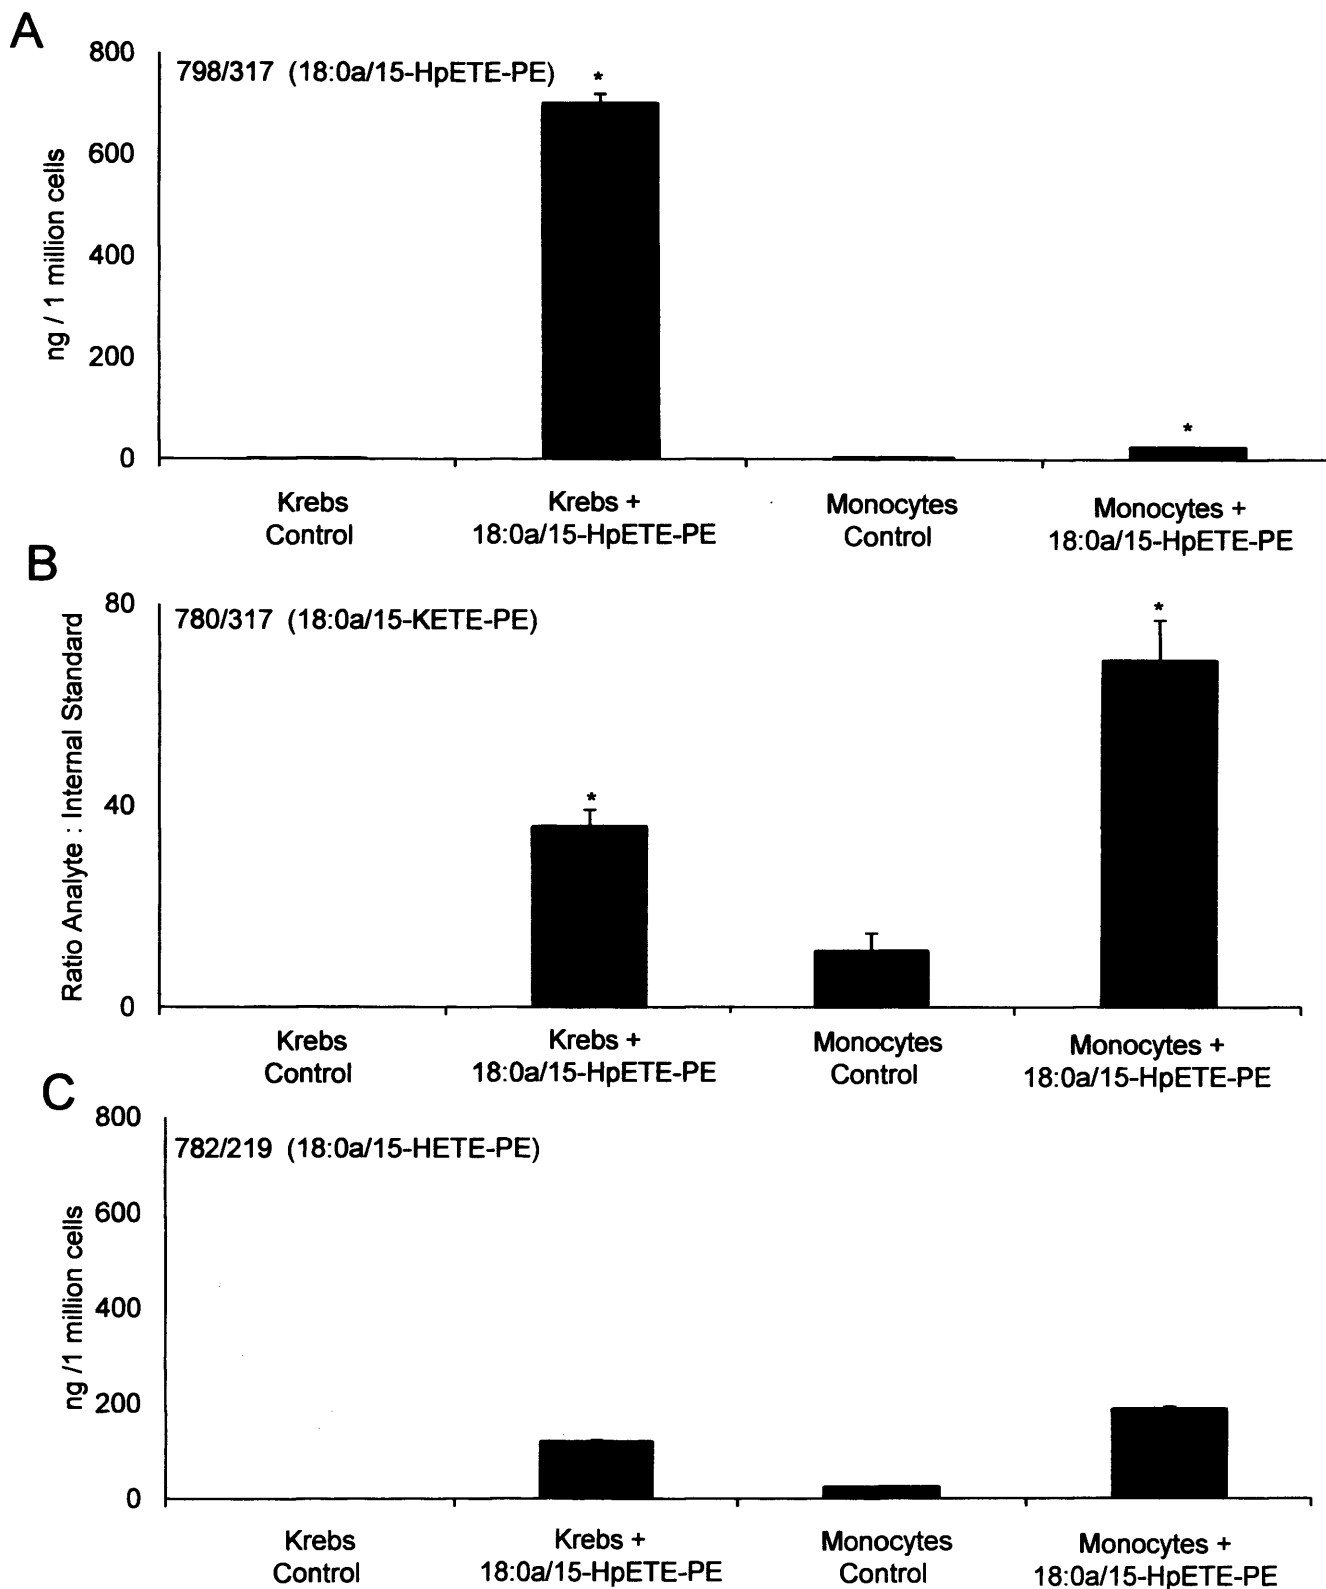 A
800
798/317 (18:0a/15-HpETE-PE)
*
600
400
200
0
ng / 1 million cells
*
Krebs
Control
Krebs +
18:0a/15-HpETE-PE
Monocytes
Control
Monocytes +
18:0a/15-HpETE-PE
B
80
780/317 (18:0a/15-KETE-PE)
*
40
*
0
Ratio Analyte : Internal Standard
Krebs
Control
Krebs +
18:0a/15-HpETE-PE
Monocytes
Control
Monocytes +
18:0a/15-HpETE-PE
C
800
782/219 (18:0a/15-HETE-PE)
600
400
200
0
ng /1 million cells
Krebs
Control
Krebs +
18:0a/15-HpETE-PE
Monocytes
Control
Monocytes +
18:0a/15-HpETE-PE